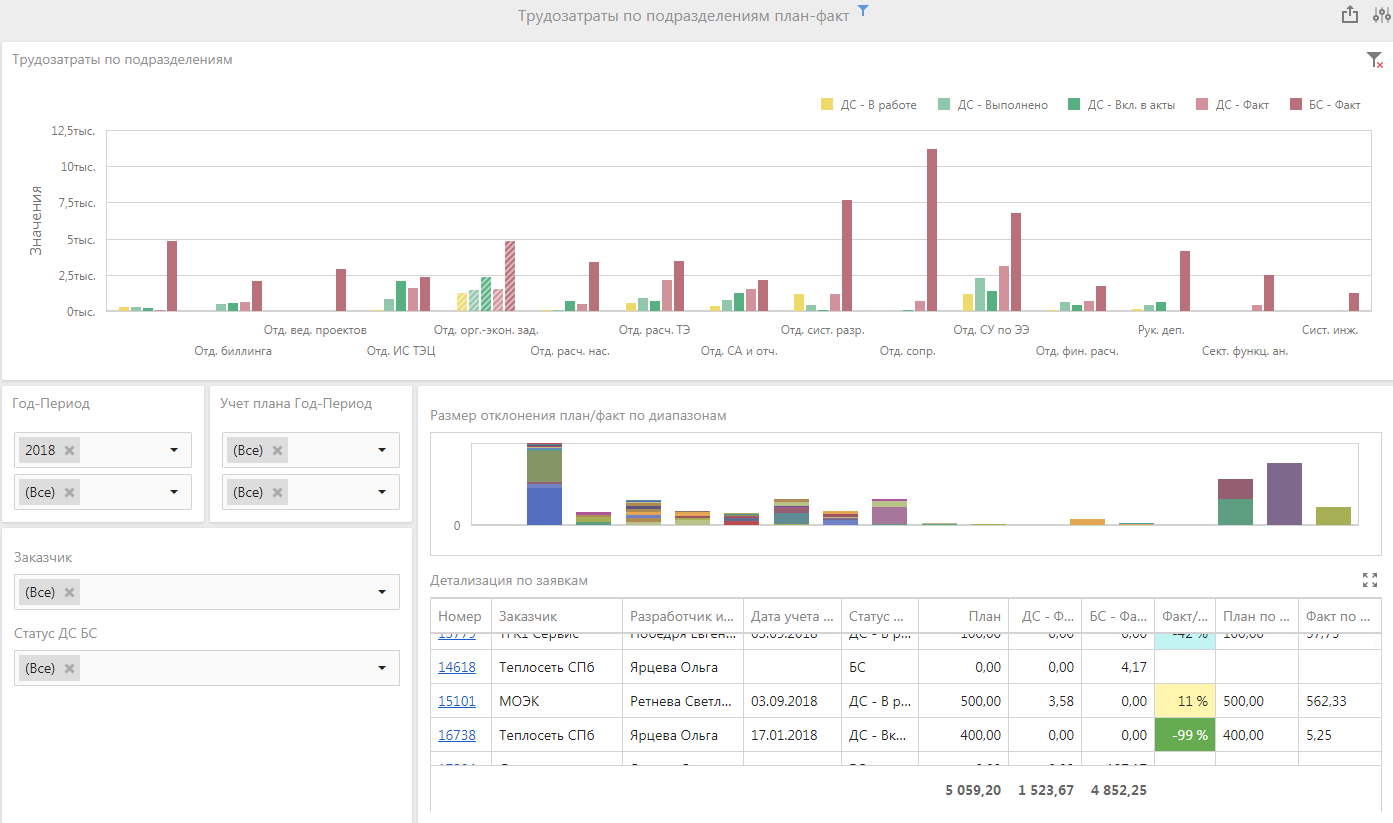 Трудозатраты по подразделениям план-факт
Трудозатраты по подразделениям
ДС - В работе ДС - Выполнено ДС - Вкл. в акты ДС - Факт БС - Факт
Значения
12,5тыс.
10тыс.
7,5тыс.
5тыс.
2,5тыс.
0тыс.
Отд. вед. проектов Отд. орг.-экон. зад. Отд. расч. ТЭ Отд. сист. разр. Отд. СУ по ЭЭ Рук. деп. Сист. инж.
Отд. биллинга Отд. ИС ТЭЦ Отд. расч. нас. Отд. СА и отч. Отд. сопр. Отд. фин. расч. Сект. функц. ан.
Год-Период
2018
(Все)
Учет плана Год-Период
(Все)
(Все)
Заказчик
(Все)
Статус ДС БС
(Все)
Размер отклонения план/факт по диапазонам
0
Детализация по заявкам
Номер Заказчик Разработчик и... Дата учета ... Статус ... План ДС - Ф... БС - Фа... Факт/... План по ... Факт по ...
14618 Теплосеть СПб Ярцева Ольга БС 0,00 0,00 4,17
15101 МОЭК Ретнева Светл... 03.09.2018 ДС - В р... 500,00 3,58 0,00 11 % 500,00 562,33
16738 Теплосеть СПб Ярцева Ольга 17.01.2018 ДС - Вк... 400,00 0,00 0,00 -99 % 400,00 5,25
5 059,20 1 523,67 4 852,25